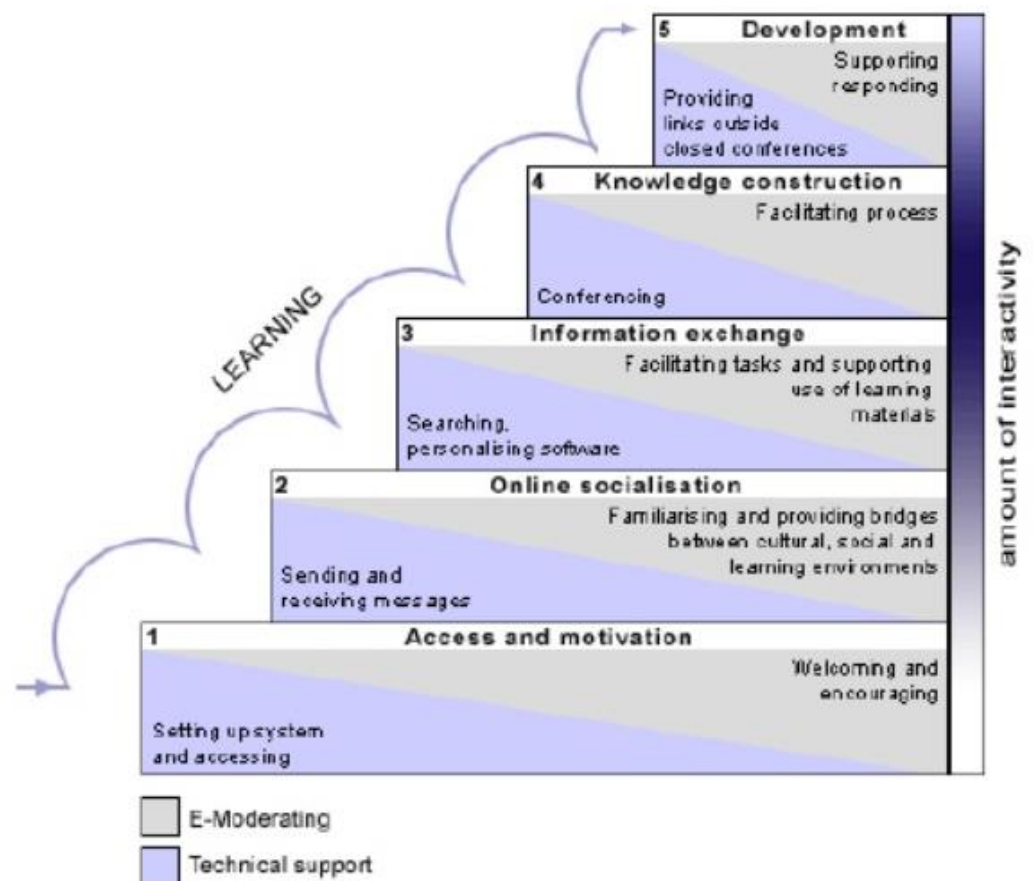 5 Development
Supporting
responding
Providing
links outside
closed conferences
4 Knowledge construction
Facilitating process
Conferencing
3 Information exchange
Facilitating tasks and supporting
use of learning
materials
Searching,
personalising software
2 Online socialisation
Familiarising and providing bridges
between cultural, social and
learning environments
Sending and
receiving messages
1 Access and motivation
Welcoming and
encouraging
Setting up system
and accessing
LEARNING
amount of interactivity
E-Moderating
Technical support